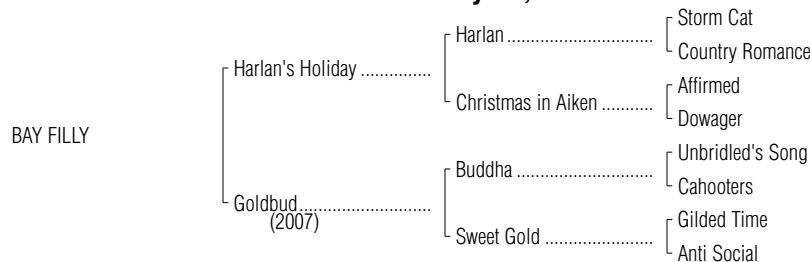 Storm Cat
Harlan
Country Romance
Harlan's Holiday
Affirmed
Christmas in Aiken
Dowager
BAY FILLY
Unbridled's Song
Buddha
Cahooters
Goldbud
(2007)
Gilded Time
Sweet Gold
Anti Social